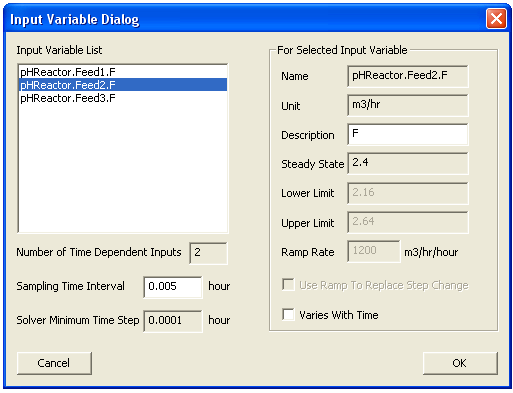 Input Variable Dialog
Input Variable List
pHReactor.Feed1.F
pHReactor.Feed2.F
pHReactor.Feed3.F
Number of Time Dependent Inputs 2
Sampling Time Interval 0.005 hour
Solver Minimum Time Step 0.0001 hour
For Selected Input Variable
Name pHReactor.Feed2.F
Unit m3/hr
Description F
Steady State 2.4
Lower Limit 2.16
Upper Limit 2.64
Ramp Rate 1200 m3/hr/hour
Use Ramp To Replace Step Change
Varies With Time
Cancel
OK